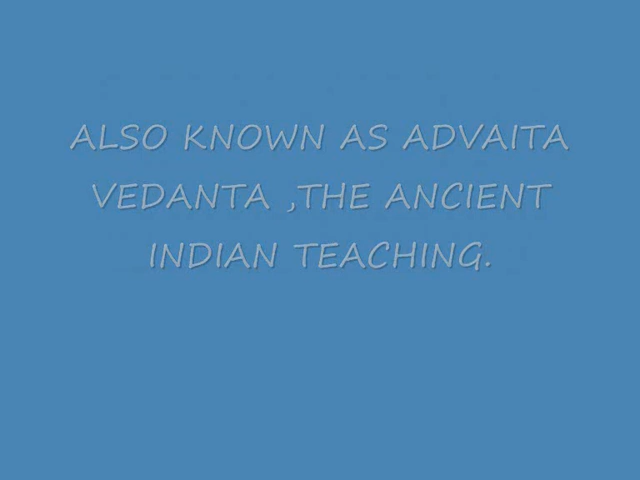 ALSO KNOWN AS ADVAITA
VEDANTA ,THE ANCIENT
INDIAN TEACHING.